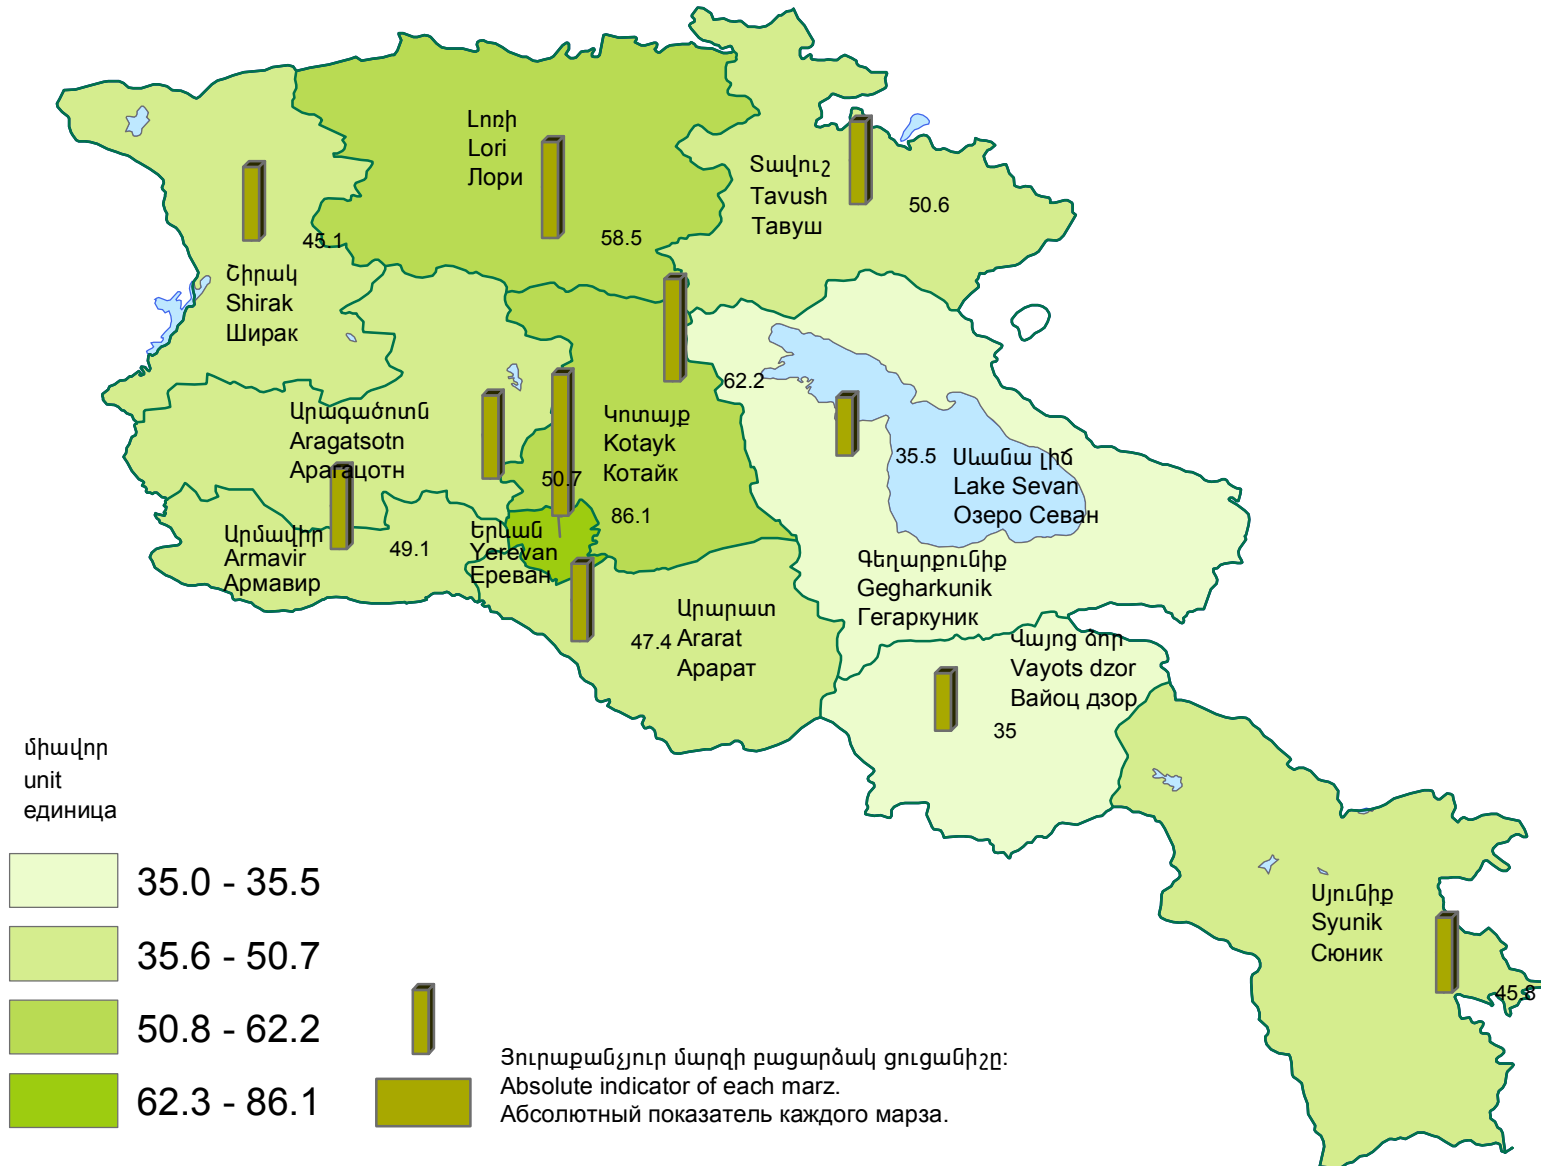 Լոռի
Lori
Лори
58.5
Տավուշ
Tavush
Тавуш
50.6
45.1
Շիրակ
Shirak
Ширак
62.2
Արագածոտն
Aragatsotn
Арагацотн
50.7
Կոտայք
Kotayk
Котайк
86.1
35.5
Սևանա լիճ
Lake Sevan
Озеро Севан
Արմավիր
Armavir
Армавир
49.1
Երևան
Yerevan
Ереван
Գեղարքունիք
Gegharkunik
Гегаркуник
47.4
Արարատ
Ararat
Арарат
Վայոց ձոր
Vayots dzor
Вайоц дзор
35
Սյունիք
Syunik
Сюник
45.8
միավոր
unit
единица
35.0 - 35.5
35.6 - 50.7
50.8 - 62.2
62.3 - 86.1
Յուրաքանչյուր մարզի բացարձակ ցուցանիշը:
Absolute indicator of each marz.
Абсолютный показатель каждого марза.